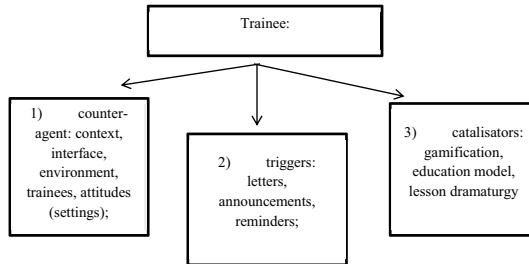 Trainee:
1) counter-
agent: context,
interface,
environment,
trainees, attitudes
(settings);
2) triggers:
letters,
announcements,
reminders;
3) catalisators:
gamification,
education model,
lesson dramaturgy